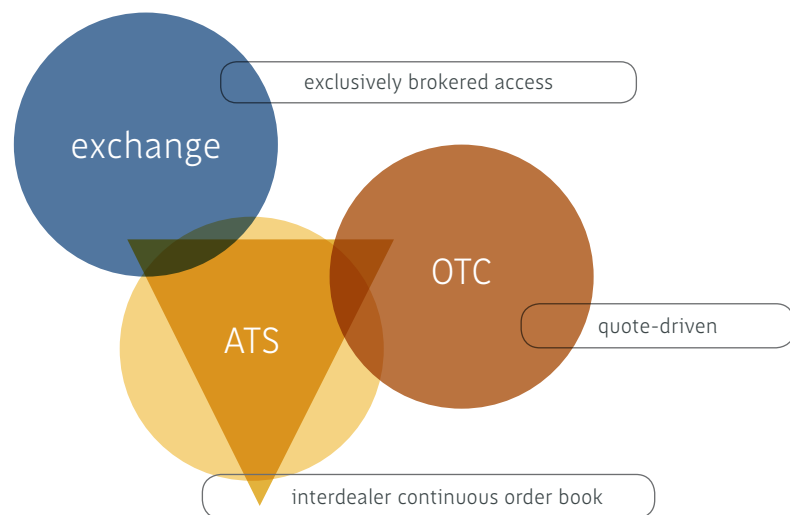 exclusively brokered access
exchange
OTC
quote-driven
ATS
interdealer continuous order book